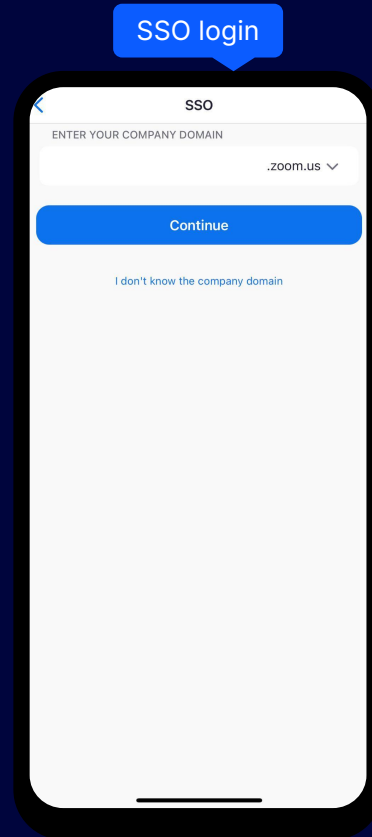 SSO login
SSO
ENTER YOUR COMPANY DOMAIN
.zoom.us
Continue
I don't know the company domain